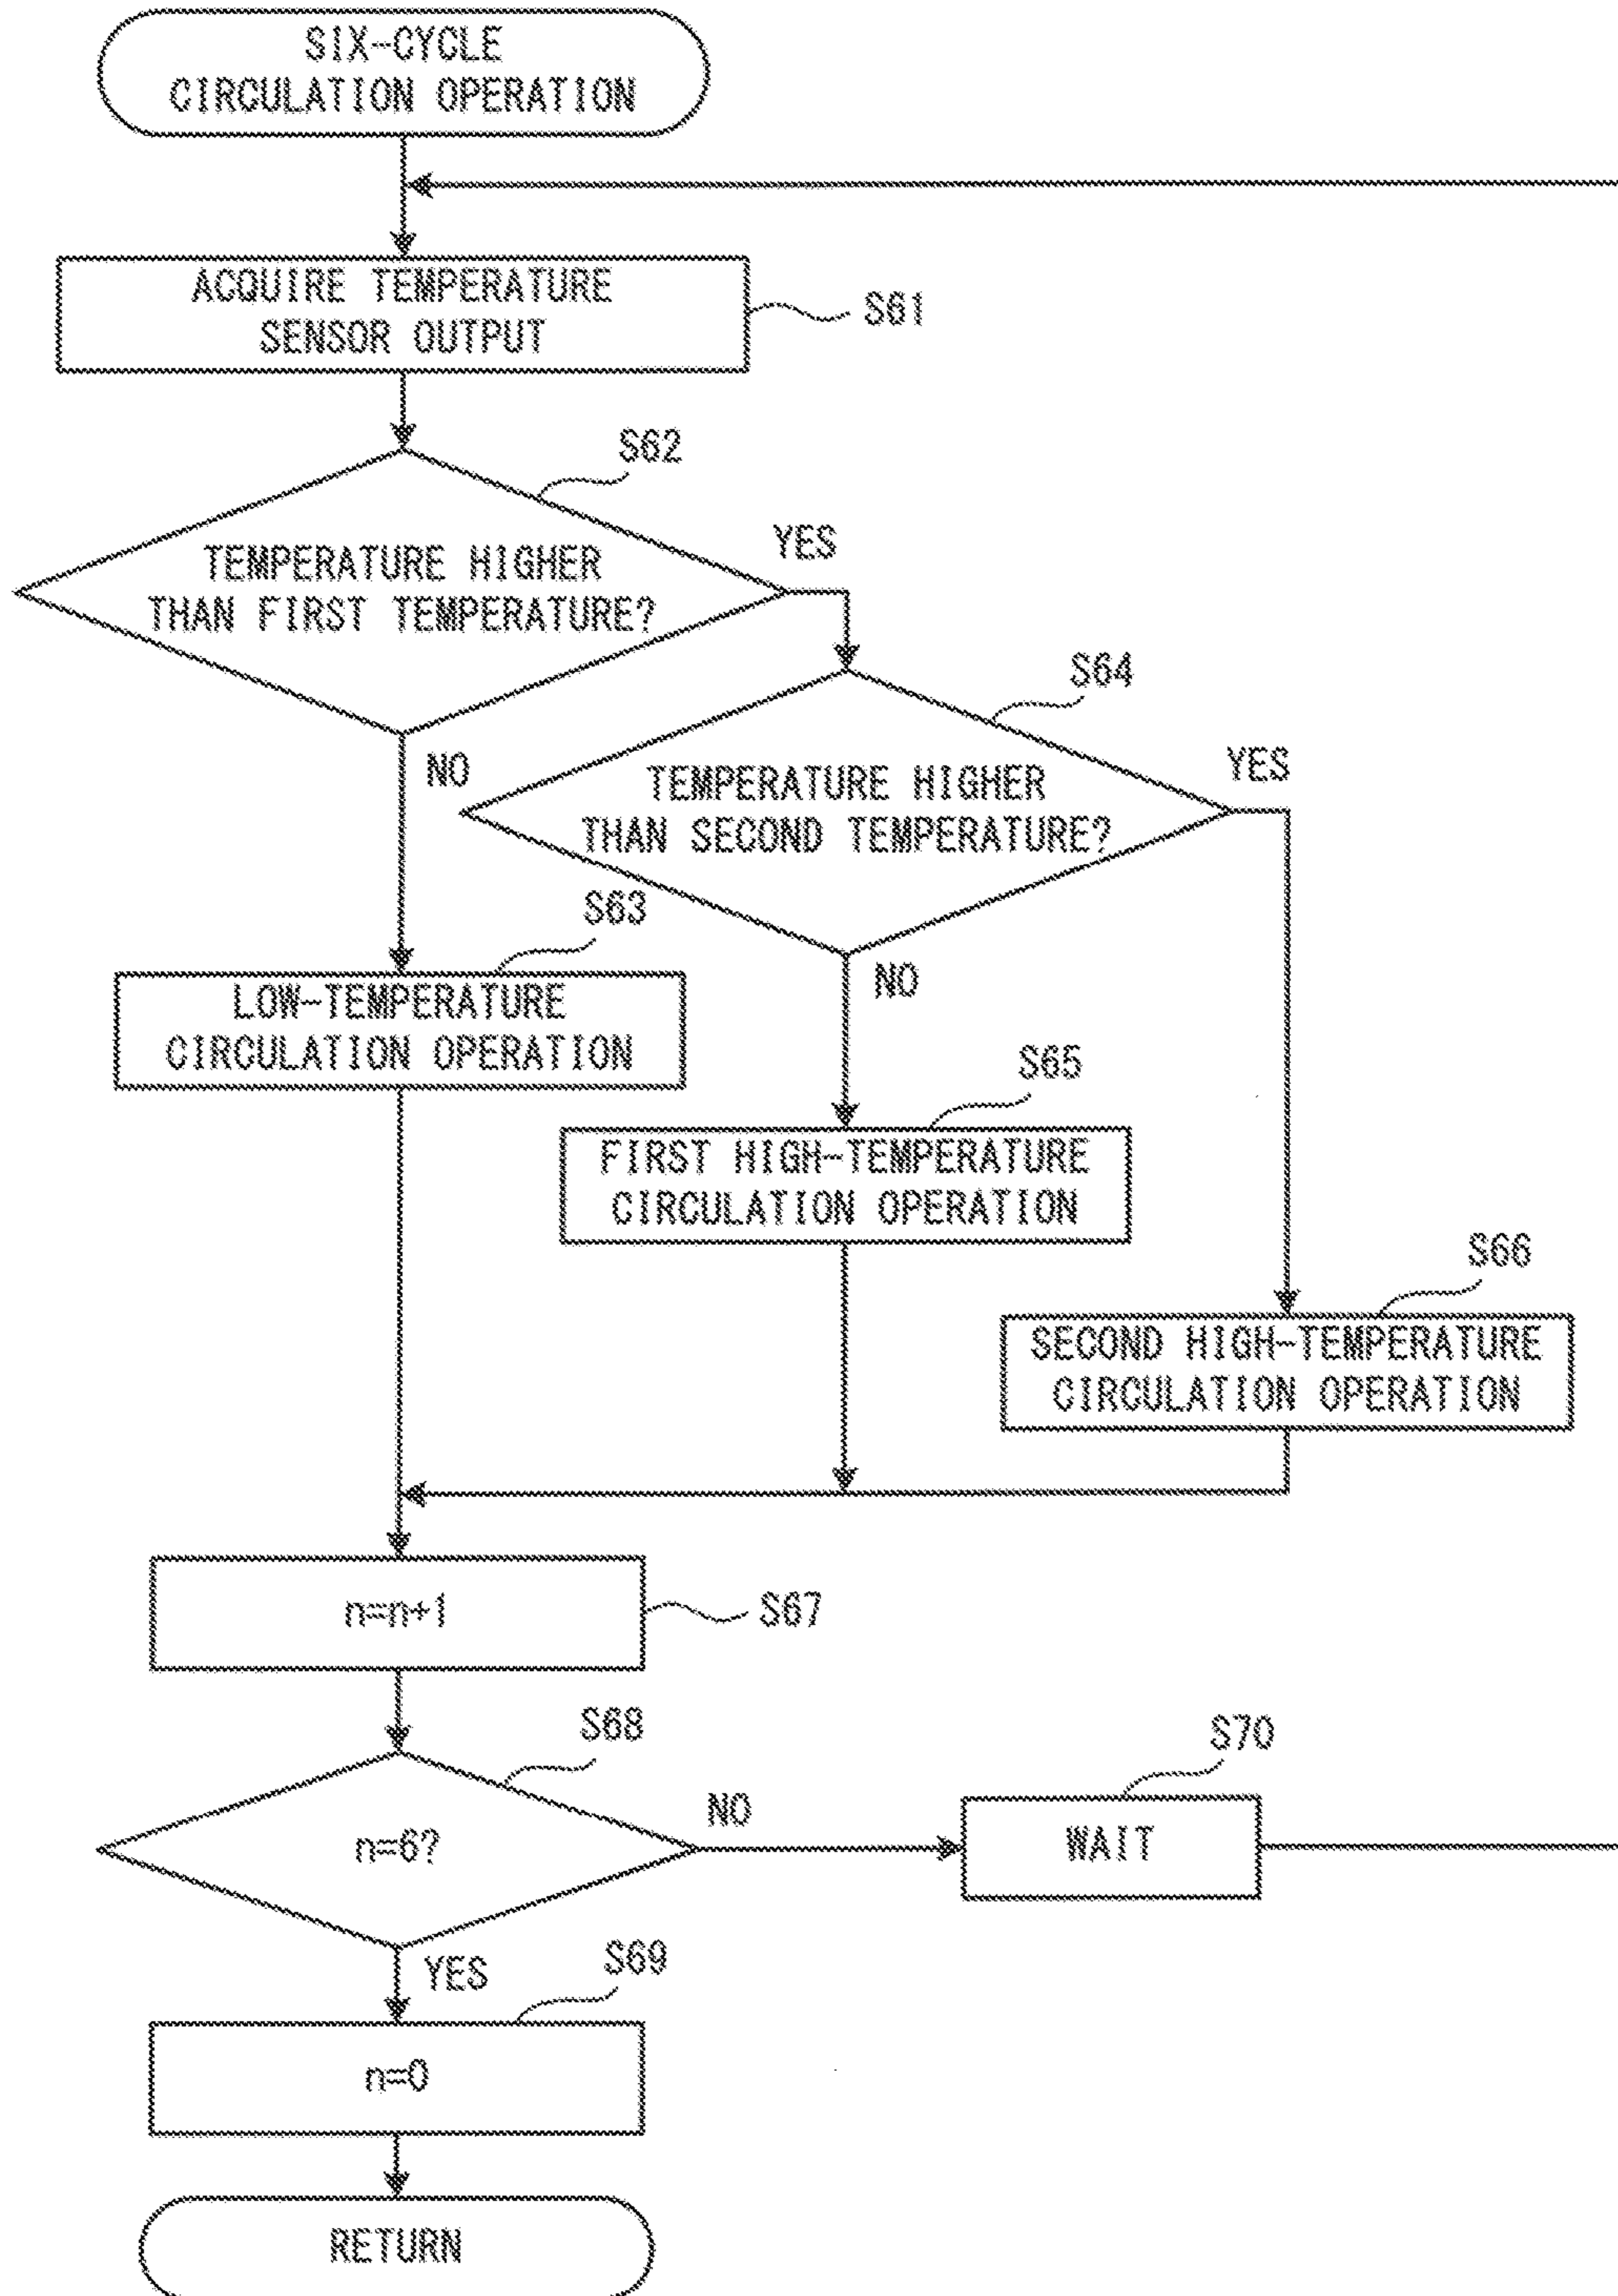 SIX-CYCLE
CIRCULATION OPERATION
ACQUIRE TEMPERATURE
SENSOR OUTPUT
S61
S62
TEMPERATURE HIGHER
THAN FIRST TEMPERATURE?
YES
NO
S64
TEMPERATURE HIGHER
THAN SECOND TEMPERATURE?
YES
NO
S63
LOW-TEMPERATURE
CIRCULATION OPERATION
S65
FIRST HIGH-TEMPERATURE
CIRCULATION OPERATION
S66
SECOND HIGH-TEMPERATURE
CIRCULATION OPERATION
n=n+1
S67
S68
n=6?
NO
S70
WAIT
YES
S69
n=0
RETURN